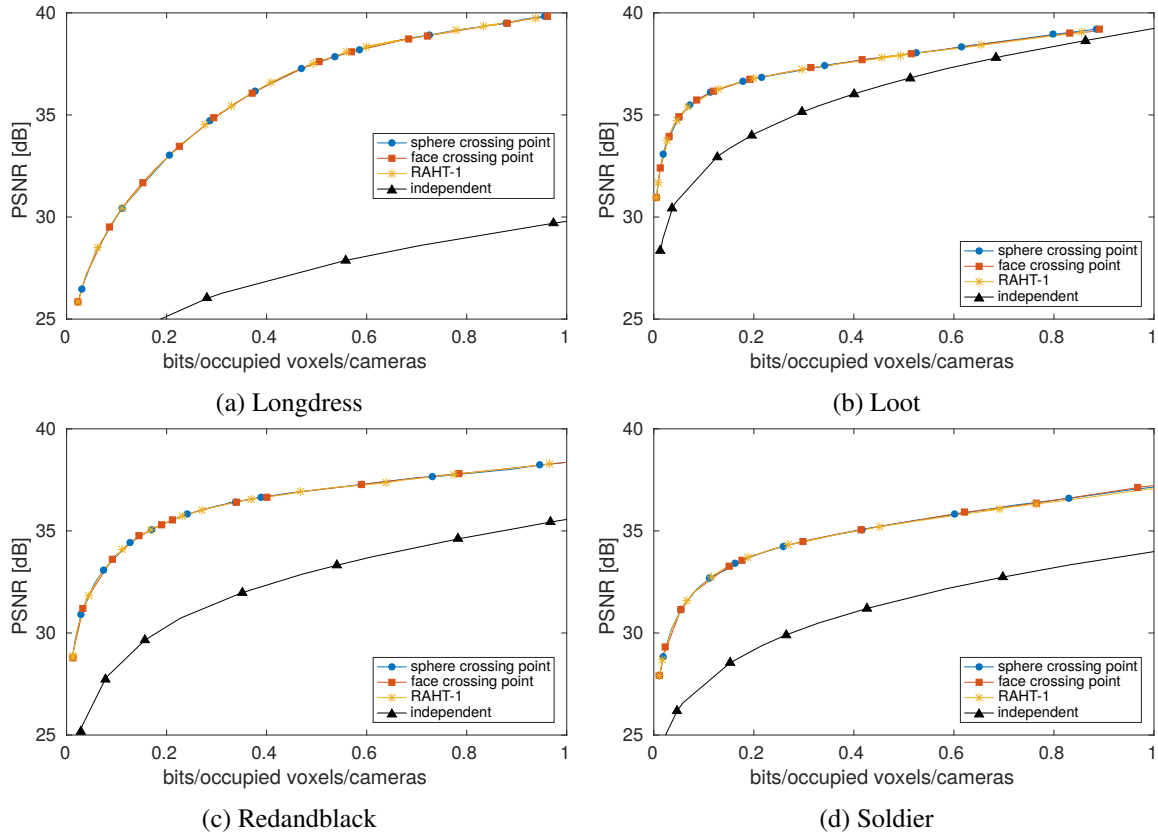 40
35
30
25
PSNR [dB]
sphere crossing point
face crossing point
RAHT-1
independent
0 0.2 0.4 0.6 0.8 1
bits/occupied voxels/cameras
(a) Longdress
40
35
30
25
PSNR [dB]
sphere crossing point
face crossing point
RAHT-1
independent
0 0.2 0.4 0.6 0.8 1
bits/occupied voxels/cameras
(b) Loot
40
35
30
25
PSNR [dB]
sphere crossing point
face crossing point
RAHT-1
independent
0 0.2 0.4 0.6 0.8 1
bits/occupied voxels/cameras
(c) Redandblack
40
35
30
25
PSNR [dB]
sphere crossing point
face crossing point
RAHT-1
independent
0 0.2 0.4 0.6 0.8 1
bits/occupied voxels/cameras
(d) Soldier